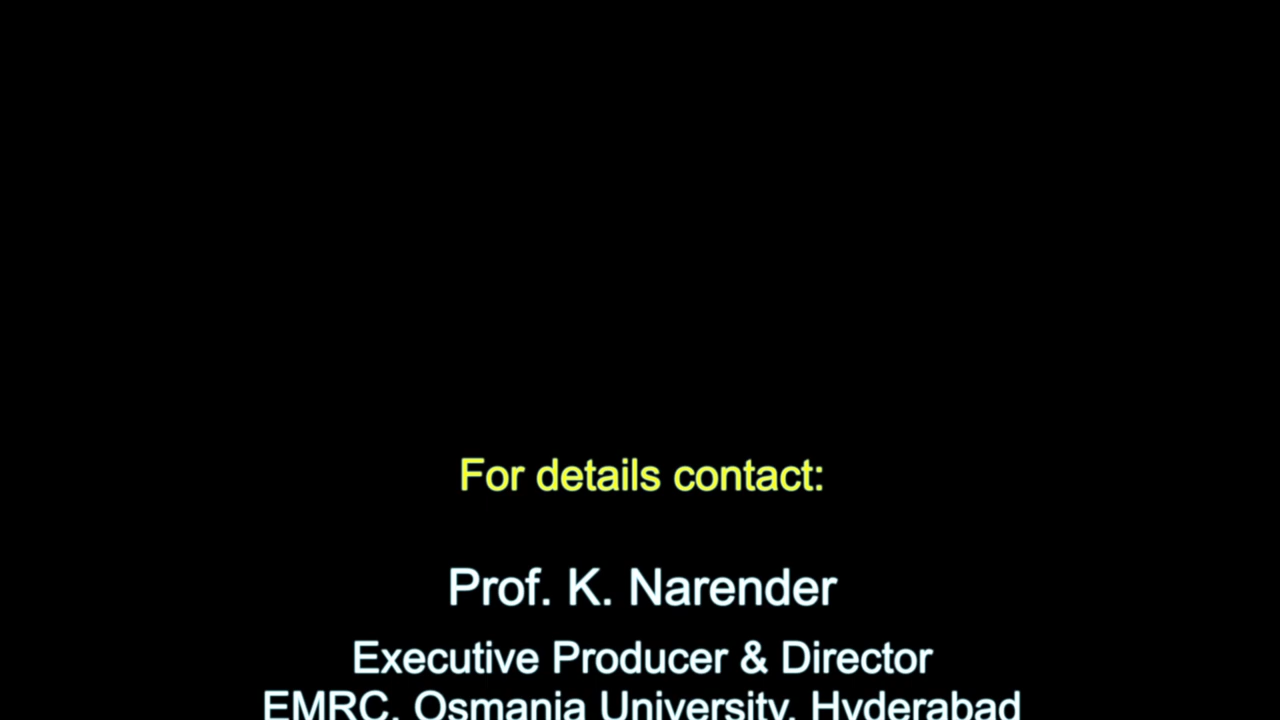 For details contact:
Prof. K. Narender
Executive Producer & Director
EMRC, Osmania University, Hyderabad